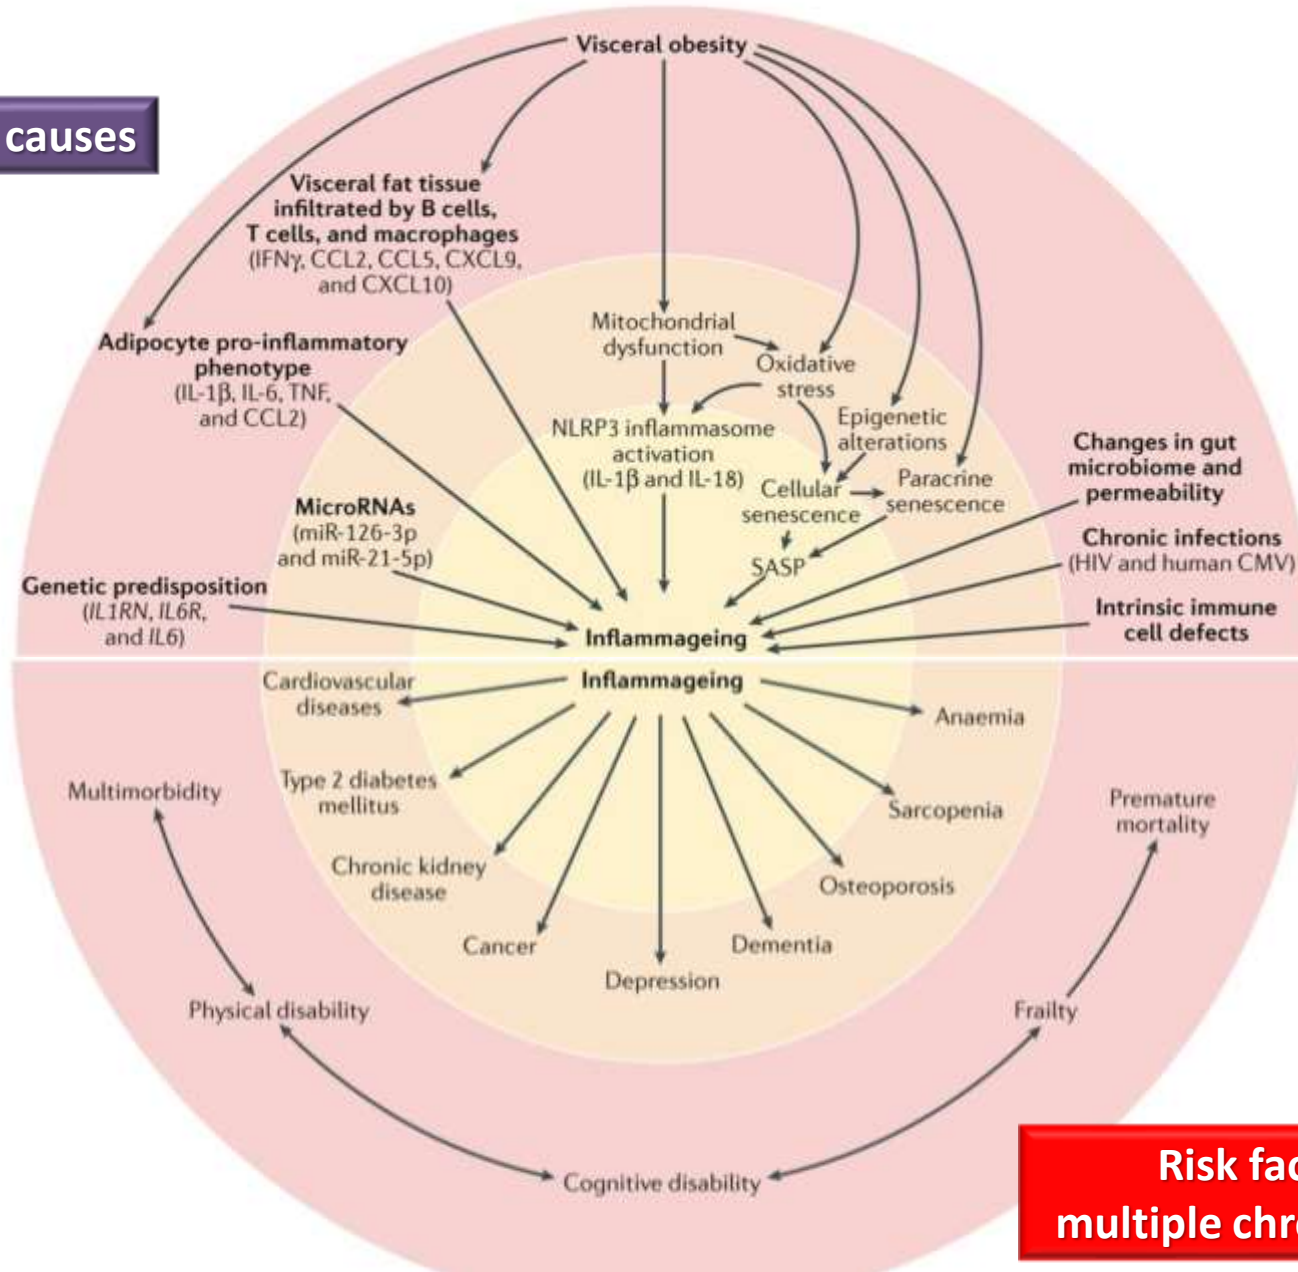 Visceral obesity
causes
Visceral fat tissue
infiltrated by B cells,
T cells, and macrophages
(IFNγ, CCL2, CCL5, CXCL9,
and CXCL10)
Mitochondrial
dysfunction
Adipocyte pro-inflammatory
phenotype
(IL-1β, IL-6, TNF,
and CCL2)
Oxidative
stress
NLRP3 inflammasome
activation
(IL-1β and IL-18)
Epigenetic
alterations
Cellular
senescence
Paracrine
senescence
Changes in gut
microbiome and
permeability
MicroRNAs
(miR-126-3p
and miR-21-5p)
SASP
Chronic infections
(HIV and human CMV)
Genetic predisposition
(IL1RN, IL6R,
and IL6)
Intrinsic immune
cell defects
Inflammageing
Inflammageing
Cardiovascular
diseases
Anaemia
Type 2 diabetes
mellitus
Multimorbidity
Sarcopenia
Premature
mortality
Chronic kidney
disease
Osteoporosis
Cancer
Dementia
Depression
Physical disability
Frailty
Cognitive disability
Risk fac
multiple chr